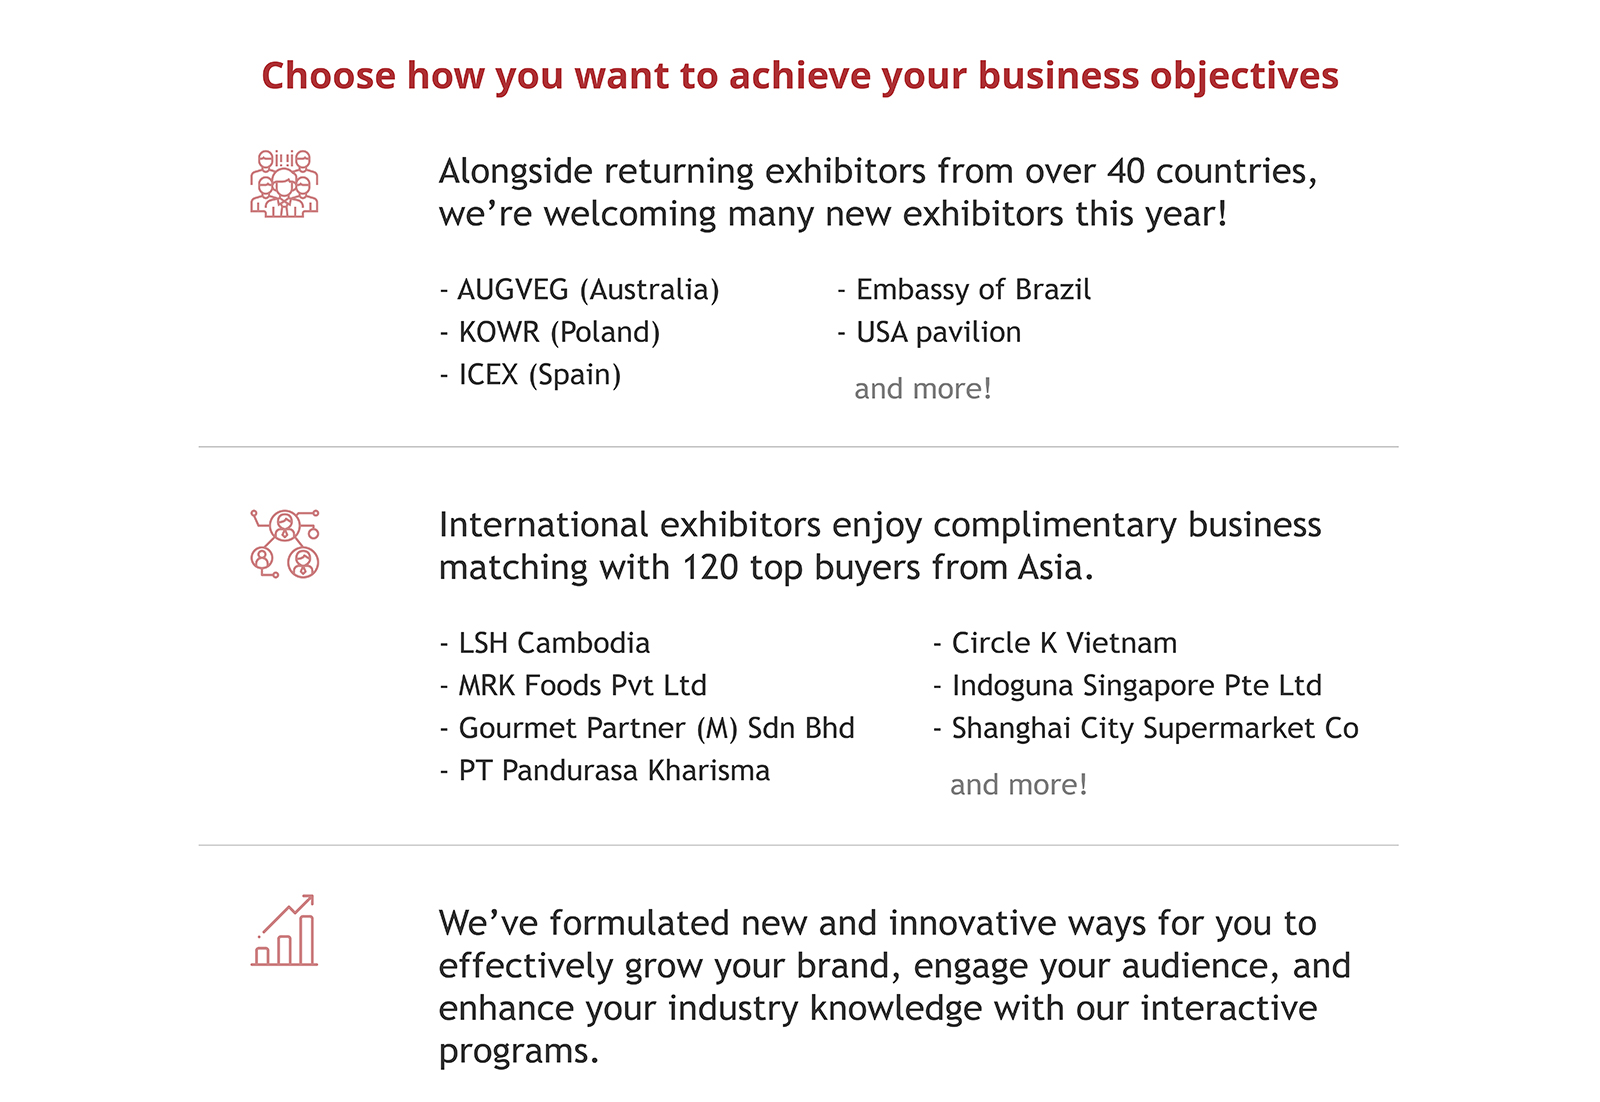 Choose how you want to achieve your business objectives
Alongside returning exhibitors from over 40 countries,
we’re welcoming many new exhibitors this year!
- AUGVEG (Australia)
- KOWR (Poland)
- ICEX (Spain)
- Embassy of Brazil
- USA pavilion
and more!
International exhibitors enjoy complimentary business
matching with 120 top buyers from Asia.
- LSH Cambodia
- MRK Foods Pvt Ltd
- Gourmet Partner (M) Sdn Bhd
- PT Pandurasa Kharisma
- Circle K Vietnam
- Indoguna Singapore Pte Ltd
- Shanghai City Supermarket Co
and more!
We’ve formulated new and innovative ways for you to
effectively grow your brand, engage your audience, and
enhance your industry knowledge with our interactive
programs.